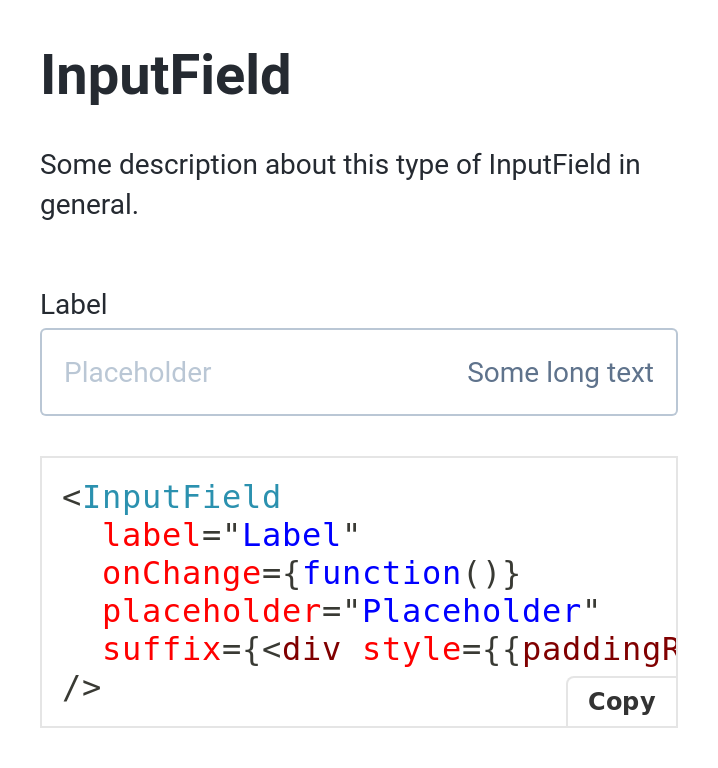 InputField
Some description about this type of InputField in
general.
Label
Placeholder Some long text
<InputField
  label="Label"
  onChange={function()}
  placeholder="Placeholder"
  suffix={<div style={{paddingR
/>
Copy